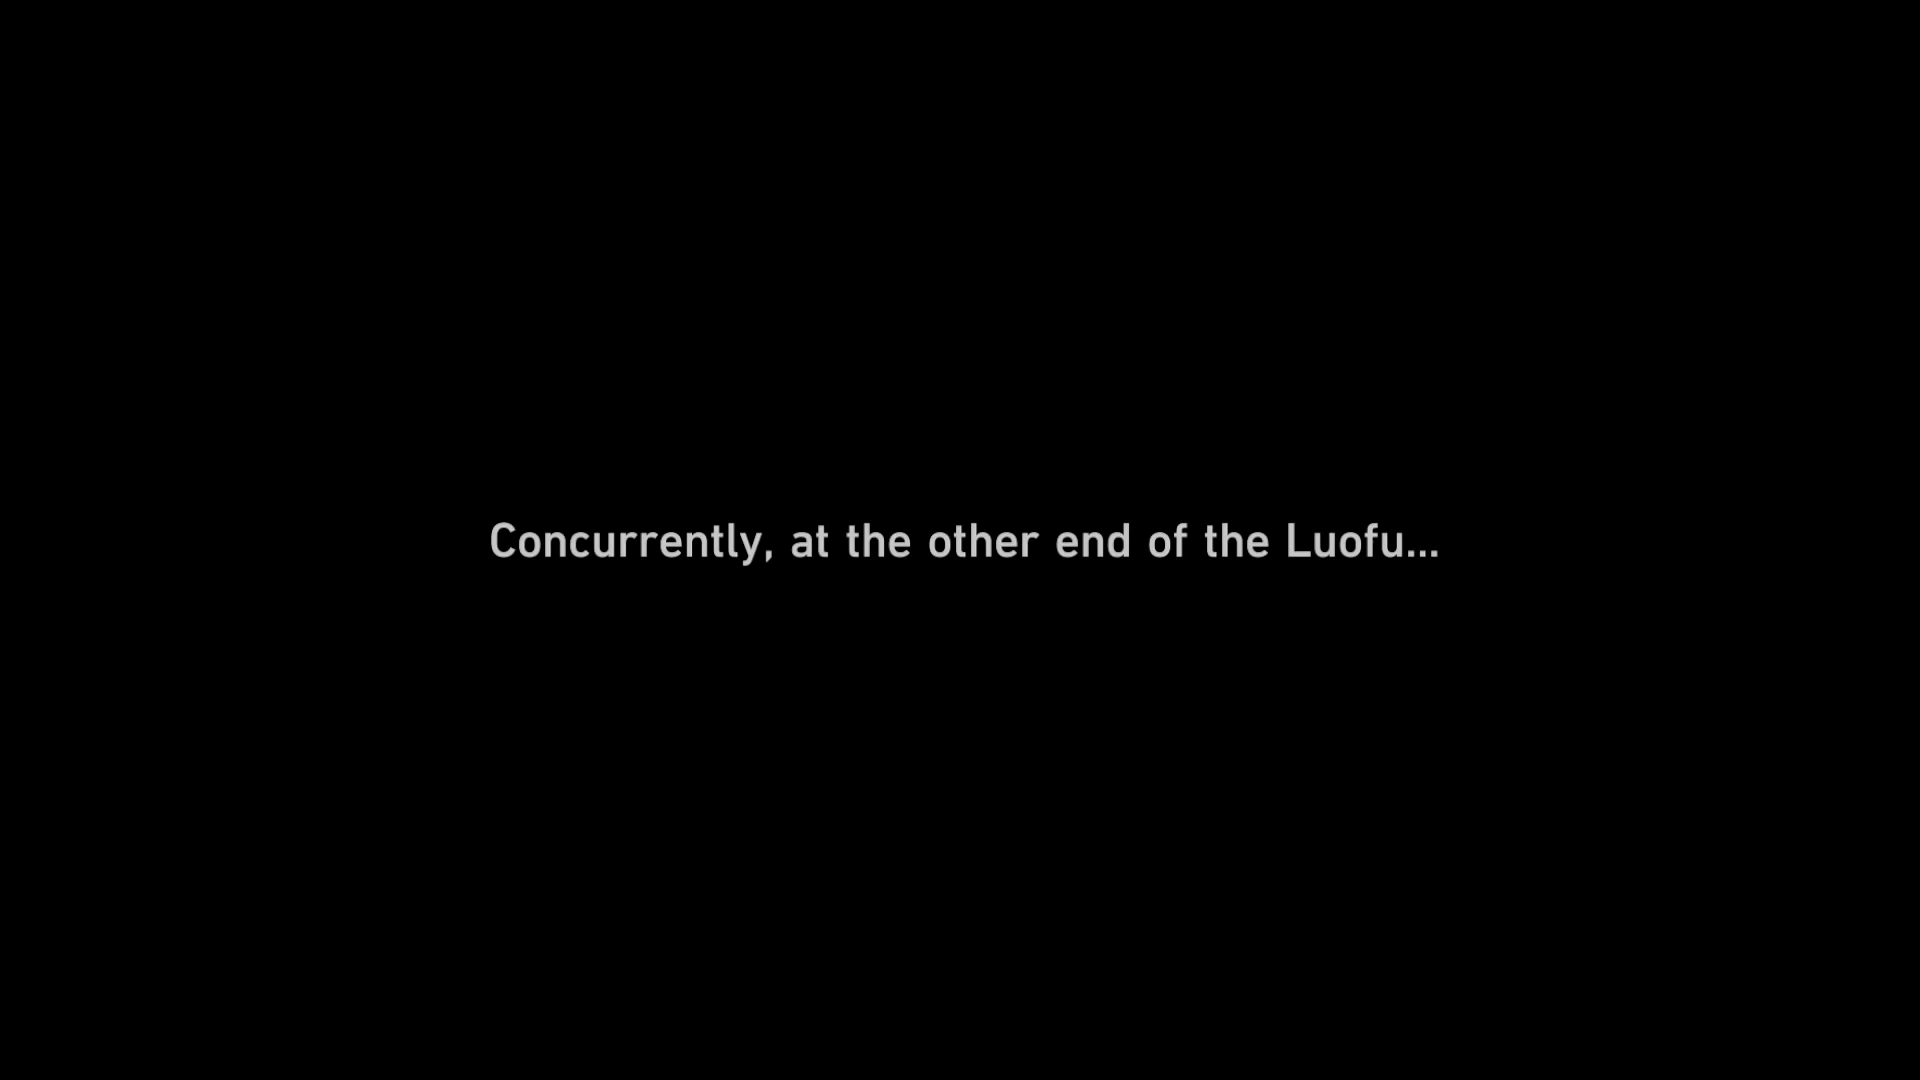 Concurrently, at the other end of the Luofu...